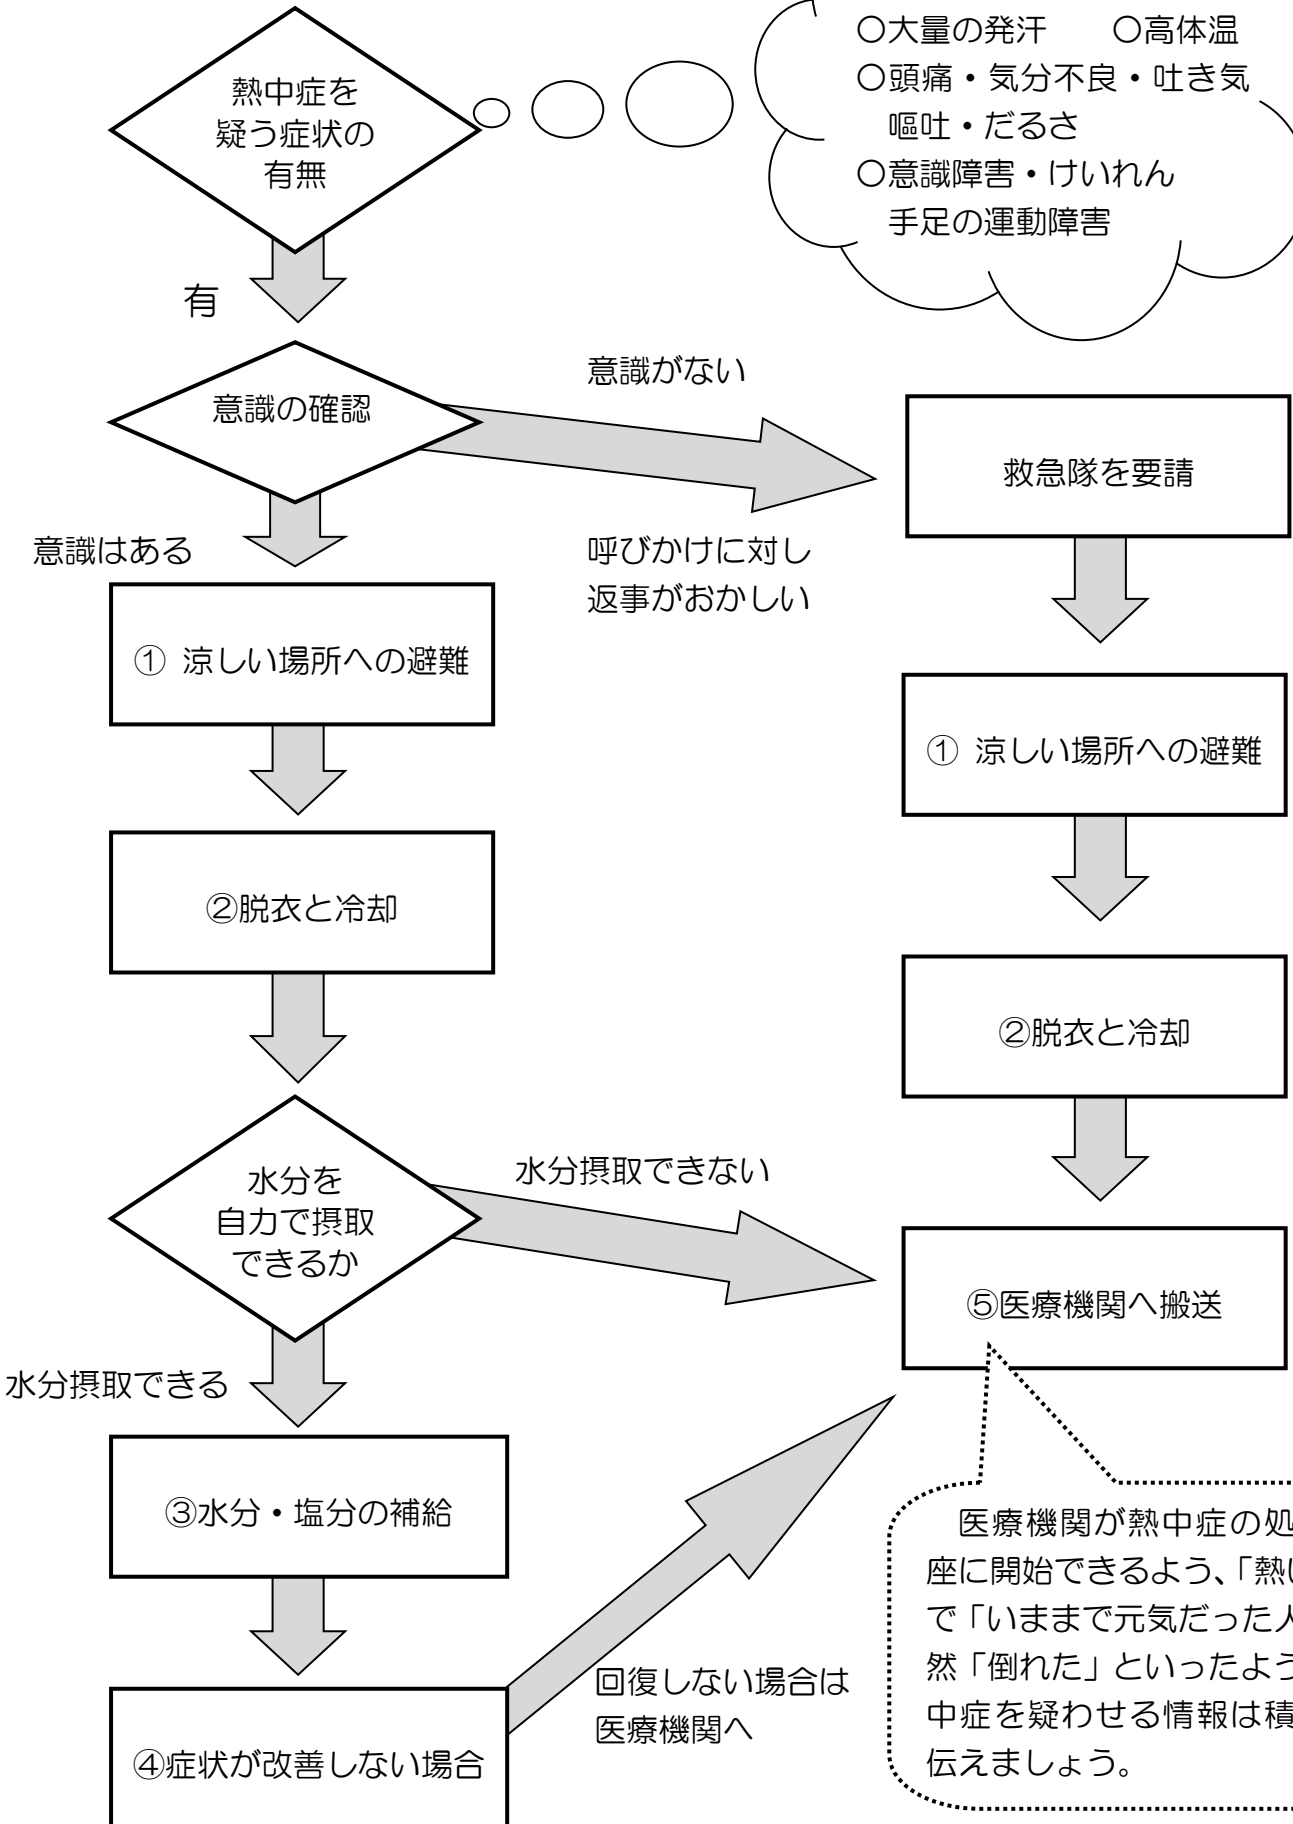 熱中症を
疑う症状の
有無
〇大量の発汗　　〇高体温
〇頭痛・気分不良・吐き気
嘔吐・だるさ
〇意識障害・けいれん
手足の運動障害
有
意識の確認
意識がない
呼びかけに対し
返事がおかしい
救急隊を要請
意識はある
① 涼しい場所への避難
① 涼しい場所への避難
②脱衣と冷却
②脱衣と冷却
水分を
自力で摂取
できるか
水分摂取できない
⑤医療機関へ搬送
水分摂取できる
③水分・塩分の補給
回復しない場合は
医療機関へ
④症状が改善しない場合
医療機関が熱中症の処
座に開始できるよう、「熱
で「いままで元気だった人
然「倒れた」といったよう
中症を疑わせる情報は積
伝えましょう。